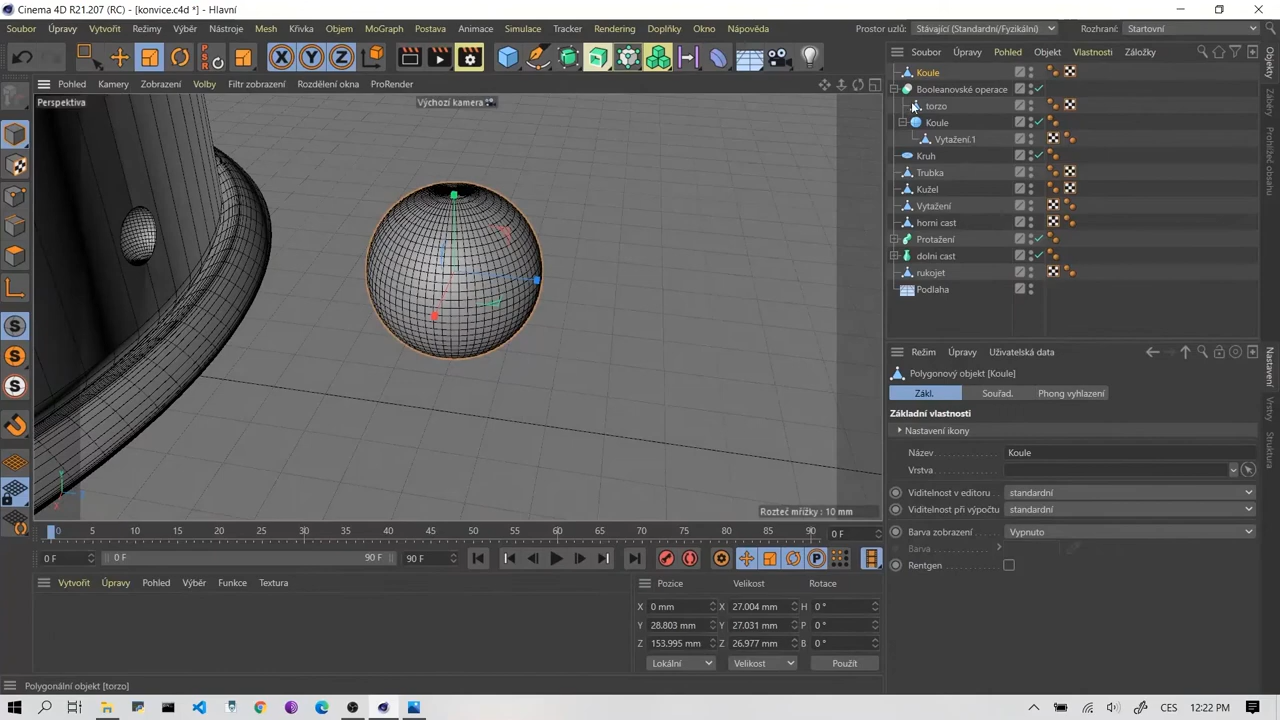 Cinema 4D R21.207 (RC) - [konvice.c4d *] - Hlavní
Soubor Úpravy Vytvořit Režimy Výběr Nástroje Mesh Křivka Objem MoGraph Postava Animace Simulace Tracker Rendering Doplňky Okno Nápověda Prostor uzlů: Stávající (Standardní/Fyzikální) Rozhraní: Startovní
Pohled Kamery Zobrazení Filtr zobrazení Rozdělení okna Panel ProRender
Perspektiva
Výchozí kamera
Rozteč mřížky : 10 mm
Soubor Úpravy Pohled Objekt Vlastnosti Záložky
Koule
Booleanovské operace
torzo
Koule
Vytažení.1
Kruh
Trubka
Kužel
Vytažení
horni cast
Protažení
dolni cast
rukojet
Podlaha
Objekty
Záběry
Prohlížeč obsahu
Režim Úpravy Uživatelská data
Polygonový objekt [Koule]
Zákl. Souřad. Phong vyhlazení
Základní vlastnosti
Nastavení ikony
Název Koule
Vrstva
Viditelnost v editoru standardní
Viditelnost při výpočtu standardní
Barva zobrazení Vypnuto
Barva
Rentgen
Nastavení
Vrstvy
Struktura
0 5 10 15 20 25 30 35 40 45 50 55 60 65 70 75 80 85 90 0 F
0 F 0 F 90 F 90 F
Vytvořit Úpravy Pohled Výběr Funkce Textura
Pozice Velikost Rotace
X 0 mm X 27.004 mm H 0 °
Y 28.803 mm Y 27.031 mm P 0 °
Z 153.995 mm Z 26.977 mm B 0 °
Lokální Velikost Použít
Polygonální objekt [torzo]
CES 12:22 PM